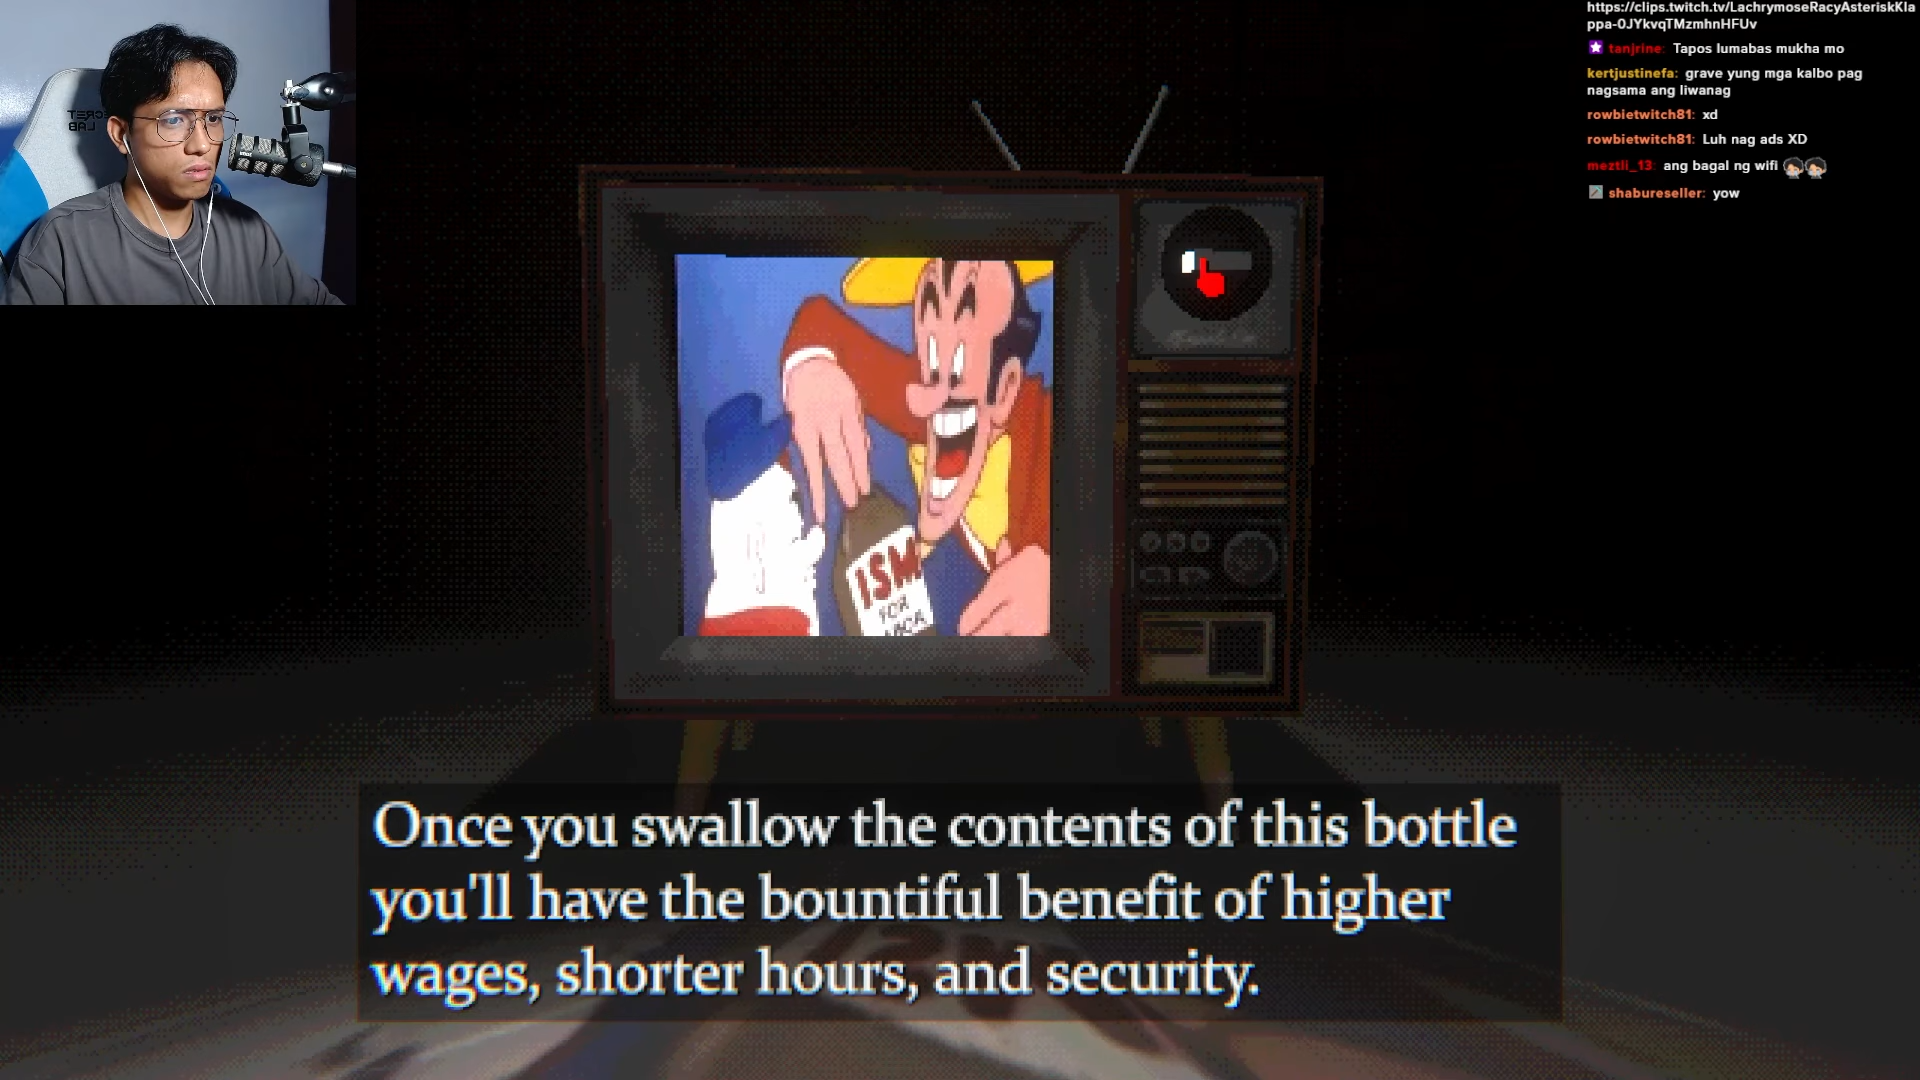 https://clips.twitch.tv/LachrymoseRacyAsteriskKla
ppa-0JYkvqTMzmhnHFUv
tanjrine: Tapos lumabas mukha mo
kertjustinefa: grave yung mga kalbo pag
nagsama ang liwanag
rowbietwitch81: xd
rowbietwitch81: Luh nag ads XD
meztli_13: ang bagal ng wifi
shabureseller: yow
SECRET
LAB
ISM
FOR
Once you swallow the contents of this bottle
you'll have the bountiful benefit of higher
wages, shorter hours, and security.